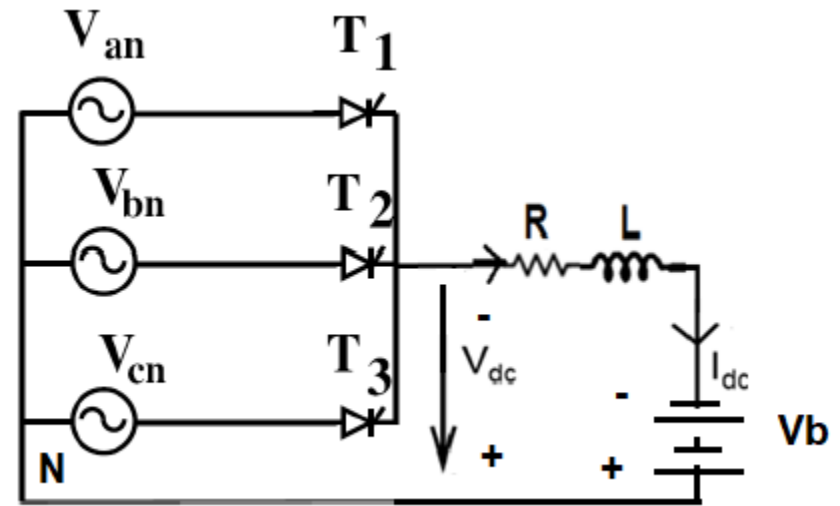 Van
T1
Vbn
T2
R
L
-
Vdc
+
Vcn
T3
Idc
-
+
Vb
N